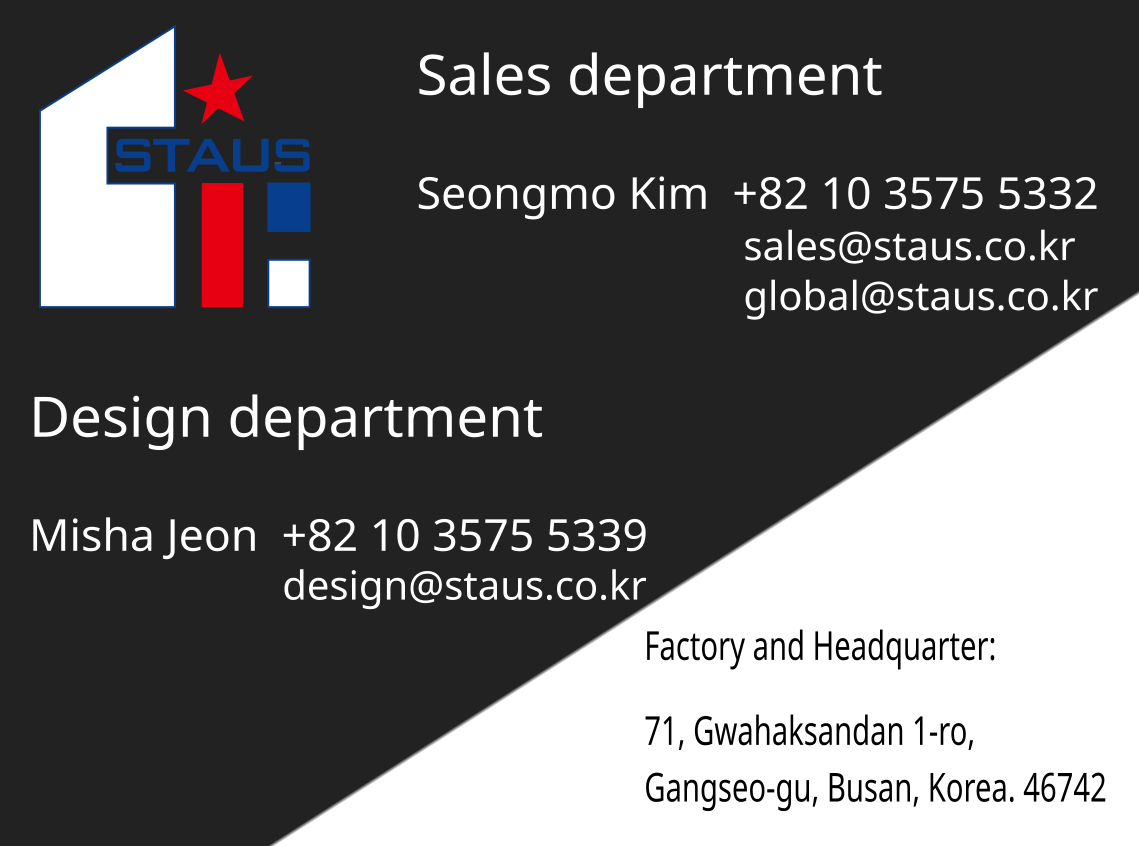 STAUS
Sales department
Seongmo Kim +82 10 3575 5332
sales@staus.co.kr
global@staus.co.kr
Design department
Misha Jeon +82 10 3575 5339
design@staus.co.kr
Factory and Headquarter:
71, Gwahaksandan 1-ro,
Gangseo-gu, Busan, Korea. 46742